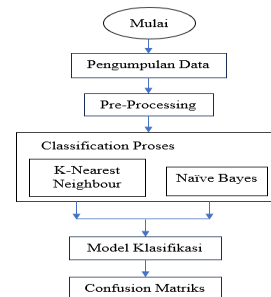 Mulai
Pengumpulan Data
Pre-Processing
Classification Proses
K-Nearest
Neighbour
Naïve Bayes
Model Klasifikasi
Confusion Matriks